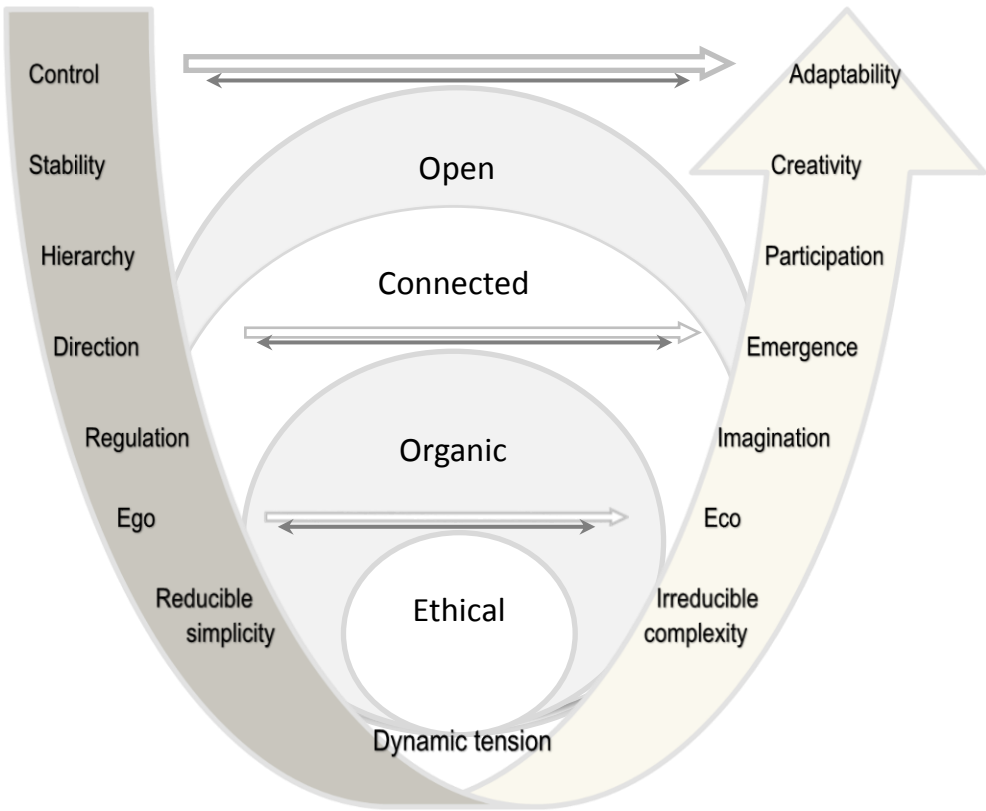 Control
Adaptability
Open
Stability
Creativity
Hierarchy
Participation
Connected
Direction
Emergence
Regulation
Imagination
Organic
Ego
Eco
Reducible
simplicity
Ethical
Irreducible
complexity
Dynamic tension